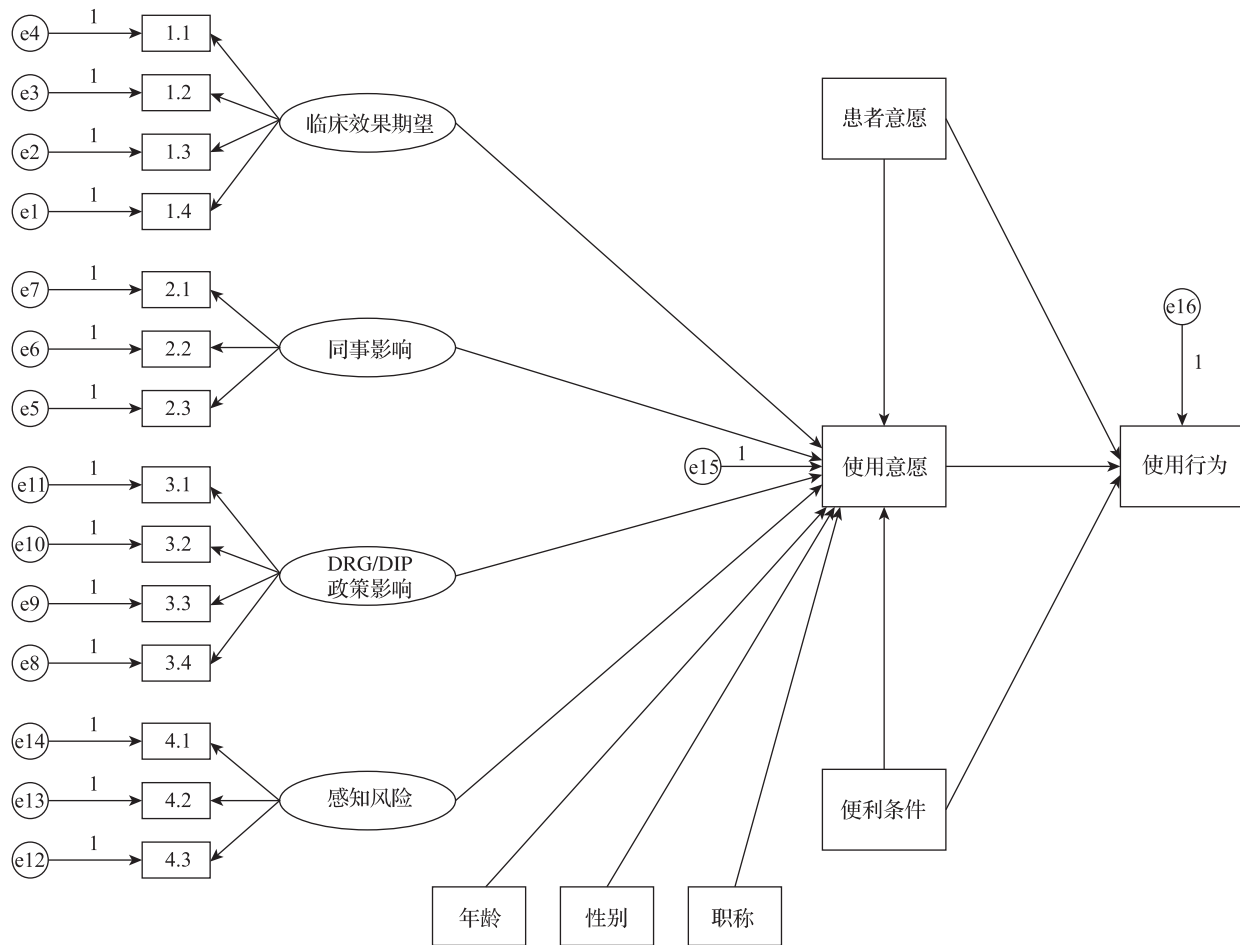 e4
1
1.1
e3
1
1.2
e2
1
1.3
e1
1
1.4
临床效果期望
患者意愿
e7
1
2.1
e6
1
2.2
e5
1
2.3
同事影响
e16
1
e15
1
使用意愿
使用行为
e11
1
3.1
e10
1
3.2
e9
1
3.3
e8
1
3.4
DRG/DIP
政策影响
e14
1
4.1
e13
1
4.2
e12
1
4.3
感知风险
便利条件
年龄
性别
职称